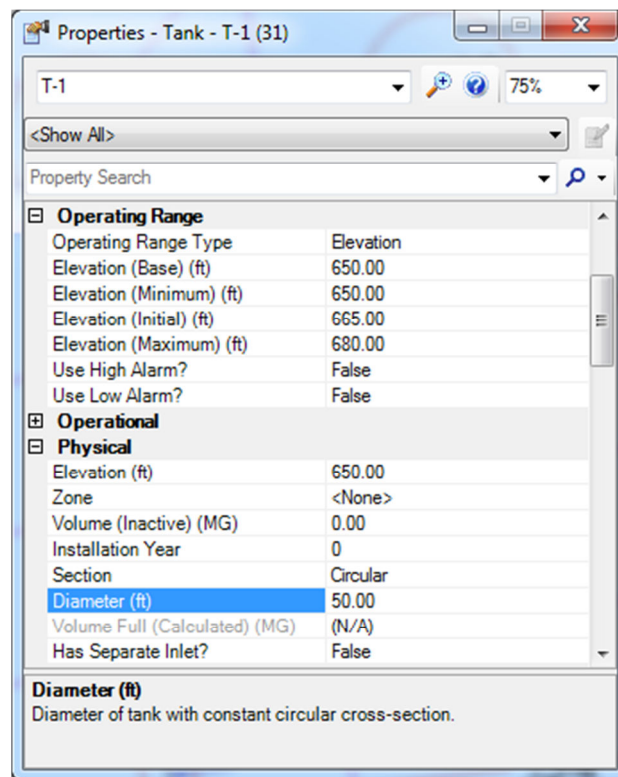 Properties - Tank - T-1 (31)
T-1 75%
<Show All>
Property Search
Operating Range
Operating Range Type Elevation
Elevation (Base) (ft) 650.00
Elevation (Minimum) (ft) 650.00
Elevation (Initial) (ft) 665.00
Elevation (Maximum) (ft) 680.00
Use High Alarm? False
Use Low Alarm? False
Operational
Physical
Elevation (ft) 650.00
Zone <None>
Volume (Inactive) (MG) 0.00
Installation Year 0
Section Circular
Diameter (ft) 50.00
Volume Full (Calculated) (MG) (N/A)
Has Separate Inlet? False
Diameter (ft)
Diameter of tank with constant circular cross-section.